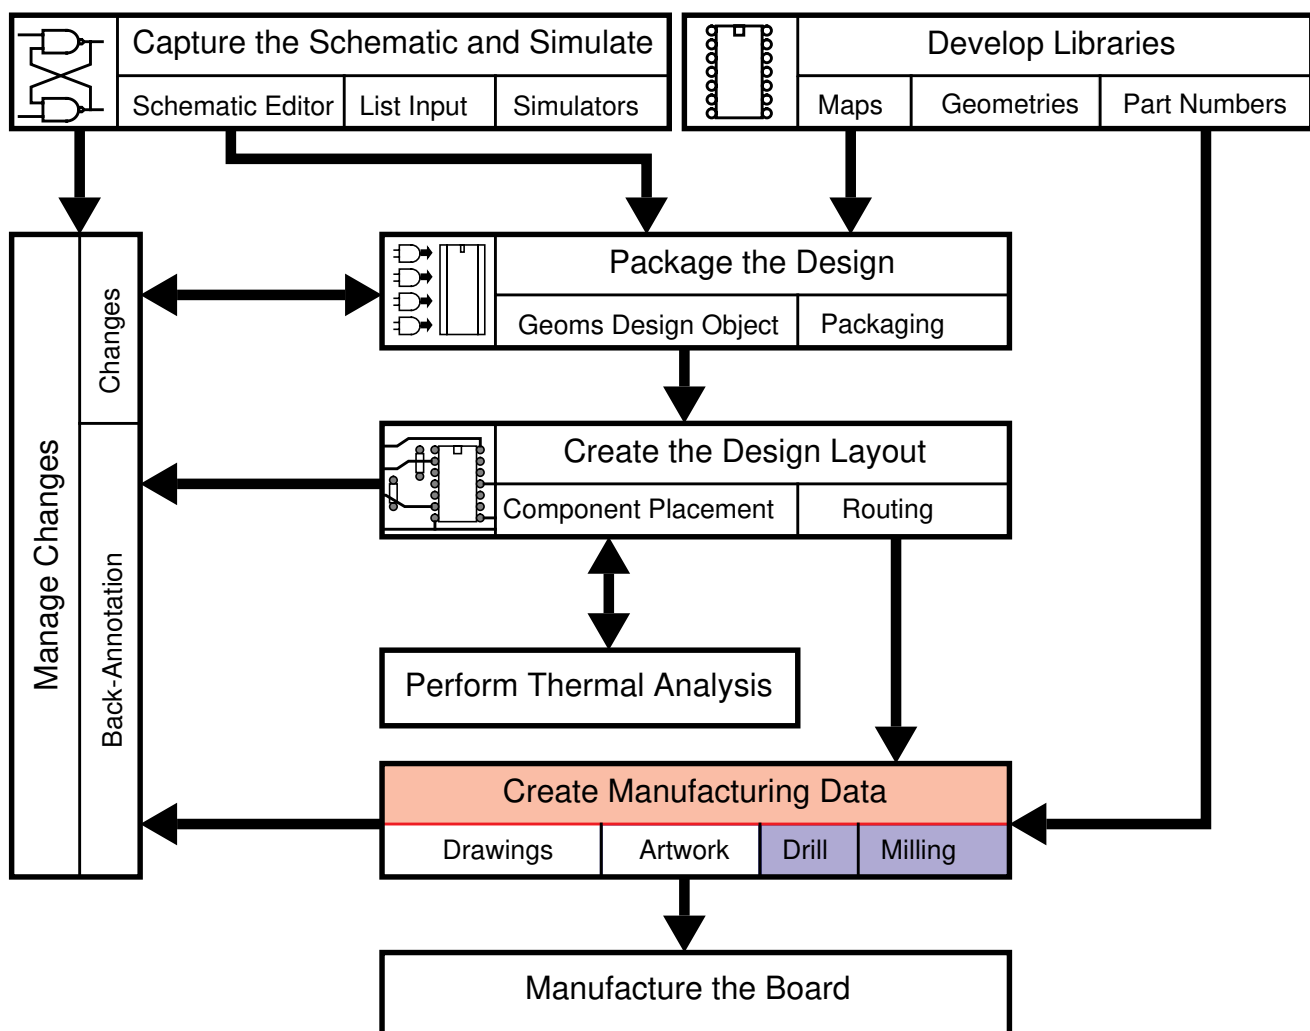 Capture the Schematic and Simulate
Schematic Editor
List Input
Simulators
Develop Libraries
Maps
Geometries
Part Numbers
Manage Changes
Changes
Back-Annotation
Package the Design
Geoms Design Object
Packaging
Create the Design Layout
Component Placement
Routing
Perform Thermal Analysis
Create Manufacturing Data
Drawings
Artwork
Drill
Milling
Manufacture the Board